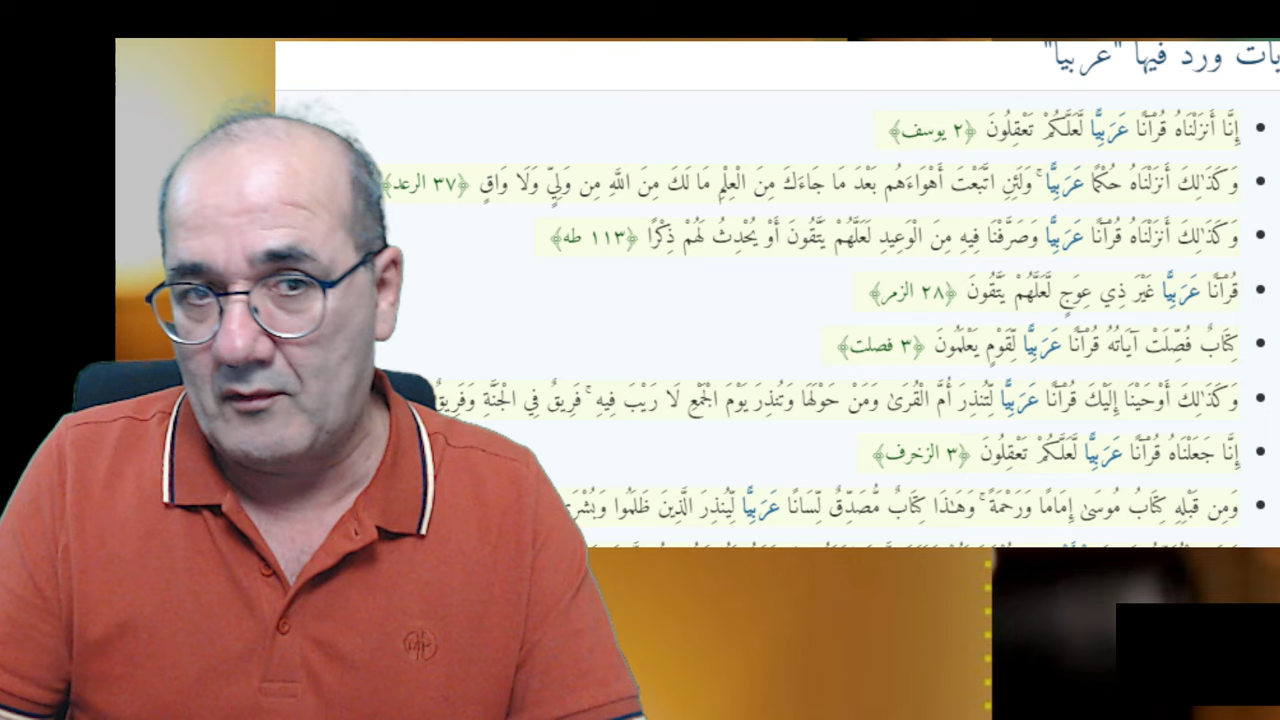 ورد فيها "عربيا"
إِنَّا أَنزَلْنَاهُ قُرْآنًا عَرَبِيًّا لَّعَلَّكُمْ تَعْقِلُونَ ﴿٢ يوسف﴾
وَكَذَٰلِكَ أَنزَلْنَاهُ حُكْمًا عَرَبِيًّا ۚ وَلَئِنِ اتَّبَعْتَ أَهْوَاءَهُم بَعْدَ مَا جَاءَكَ مِنَ الْعِلْمِ مَا لَكَ مِنَ اللَّهِ مِن وَلِيٍّ وَلَا وَاقٍ ﴿٣٧ الرعد﴾
وَكَذَٰلِكَ أَنزَلْنَاهُ قُرْآنًا عَرَبِيًّا وَصَرَّفْنَا فِيهِ مِنَ الْوَعِيدِ لَعَلَّهُمْ يَتَّقُونَ أَوْ يُحْدِثُ لَهُمْ ذِكْرًا ﴿١١٣ طه﴾
قُرْآنًا عَرَبِيًّا غَيْرَ ذِي عِوَجٍ لَّعَلَّهُمْ يَتَّقُونَ ﴿٢٨ الزمر﴾
كِتَابٌ فُصِّلَتْ آيَاتُهُ قُرْآنًا عَرَبِيًّا لِّقَوْمٍ يَعْلَمُونَ ﴿٣ فصلت﴾
وَكَذَٰلِكَ أَوْحَيْنَا إِلَيْكَ قُرْآنًا عَرَبِيًّا لِّتُنذِرَ أُمَّ الْقُرَىٰ وَمَنْ حَوْلَهَا وَتُنذِرَ يَوْمَ الْجَمْعِ لَا رَيْبَ فِيهِ ۚ فَرِيقٌ فِي الْجَنَّةِ وَفَرِيقٌ
إِنَّا جَعَلْنَاهُ قُرْآنًا عَرَبِيًّا لَّعَلَّكُمْ تَعْقِلُونَ ﴿٣ الزخرف﴾
وَمِن قَبْلِهِ كِتَابُ مُوسَىٰ إِمَامًا وَرَحْمَةً ۚ وَهَٰذَا كِتَابٌ مُّصَدِّقٌ لِّسَانًا عَرَبِيًّا لِّيُنذِرَ الَّذِينَ ظَلَمُوا